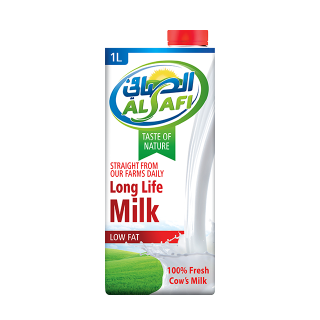 1L
الصافي
AL SAFI
TASTE OF
NATURE
STRAIGHT FROM
OUR FARMS DAILY
Long Life
Milk
LOW FAT
100% Fresh
Cow's Milk